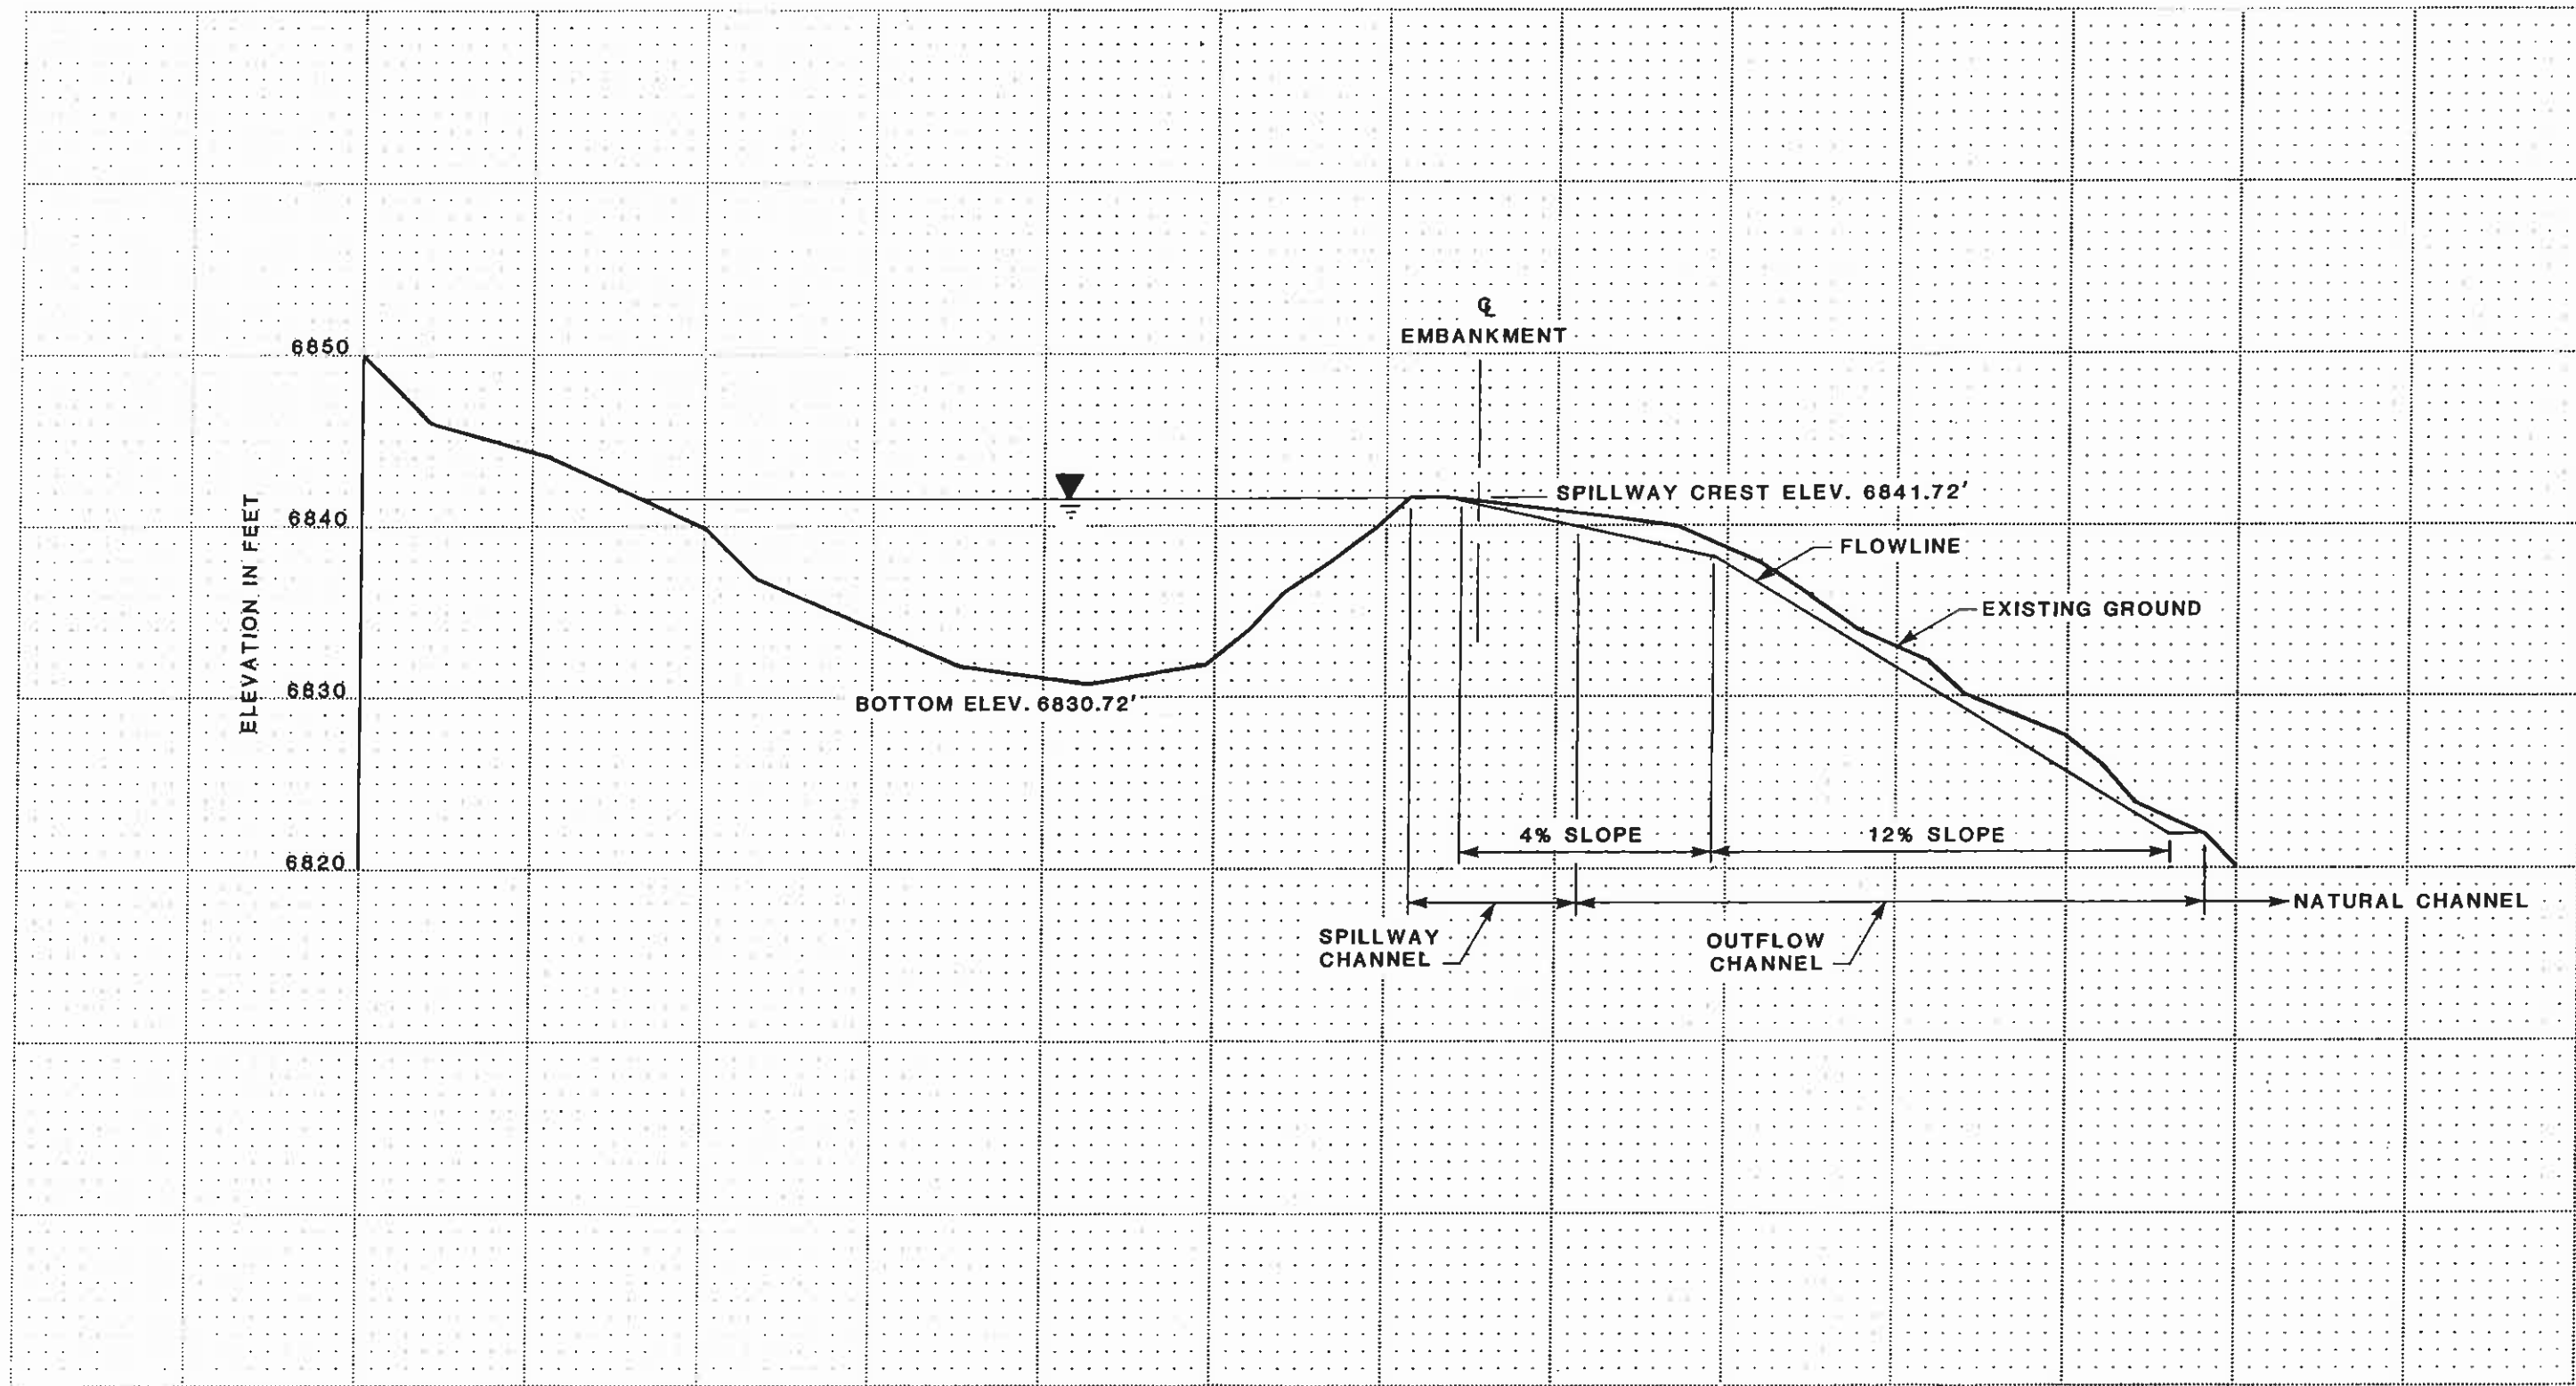 ℄
EMBANKMENT
6850
SPILLWAY CREST ELEV. 6841.72'
6840
ELEVATION IN FEET
FLOWLINE
EXISTING GROUND
6830
BOTTOM ELEV. 6830.72'
4% SLOPE
12% SLOPE
6820
NATURAL CHANNEL
SPILLWAY
CHANNEL
OUTFLOW
CHANNEL